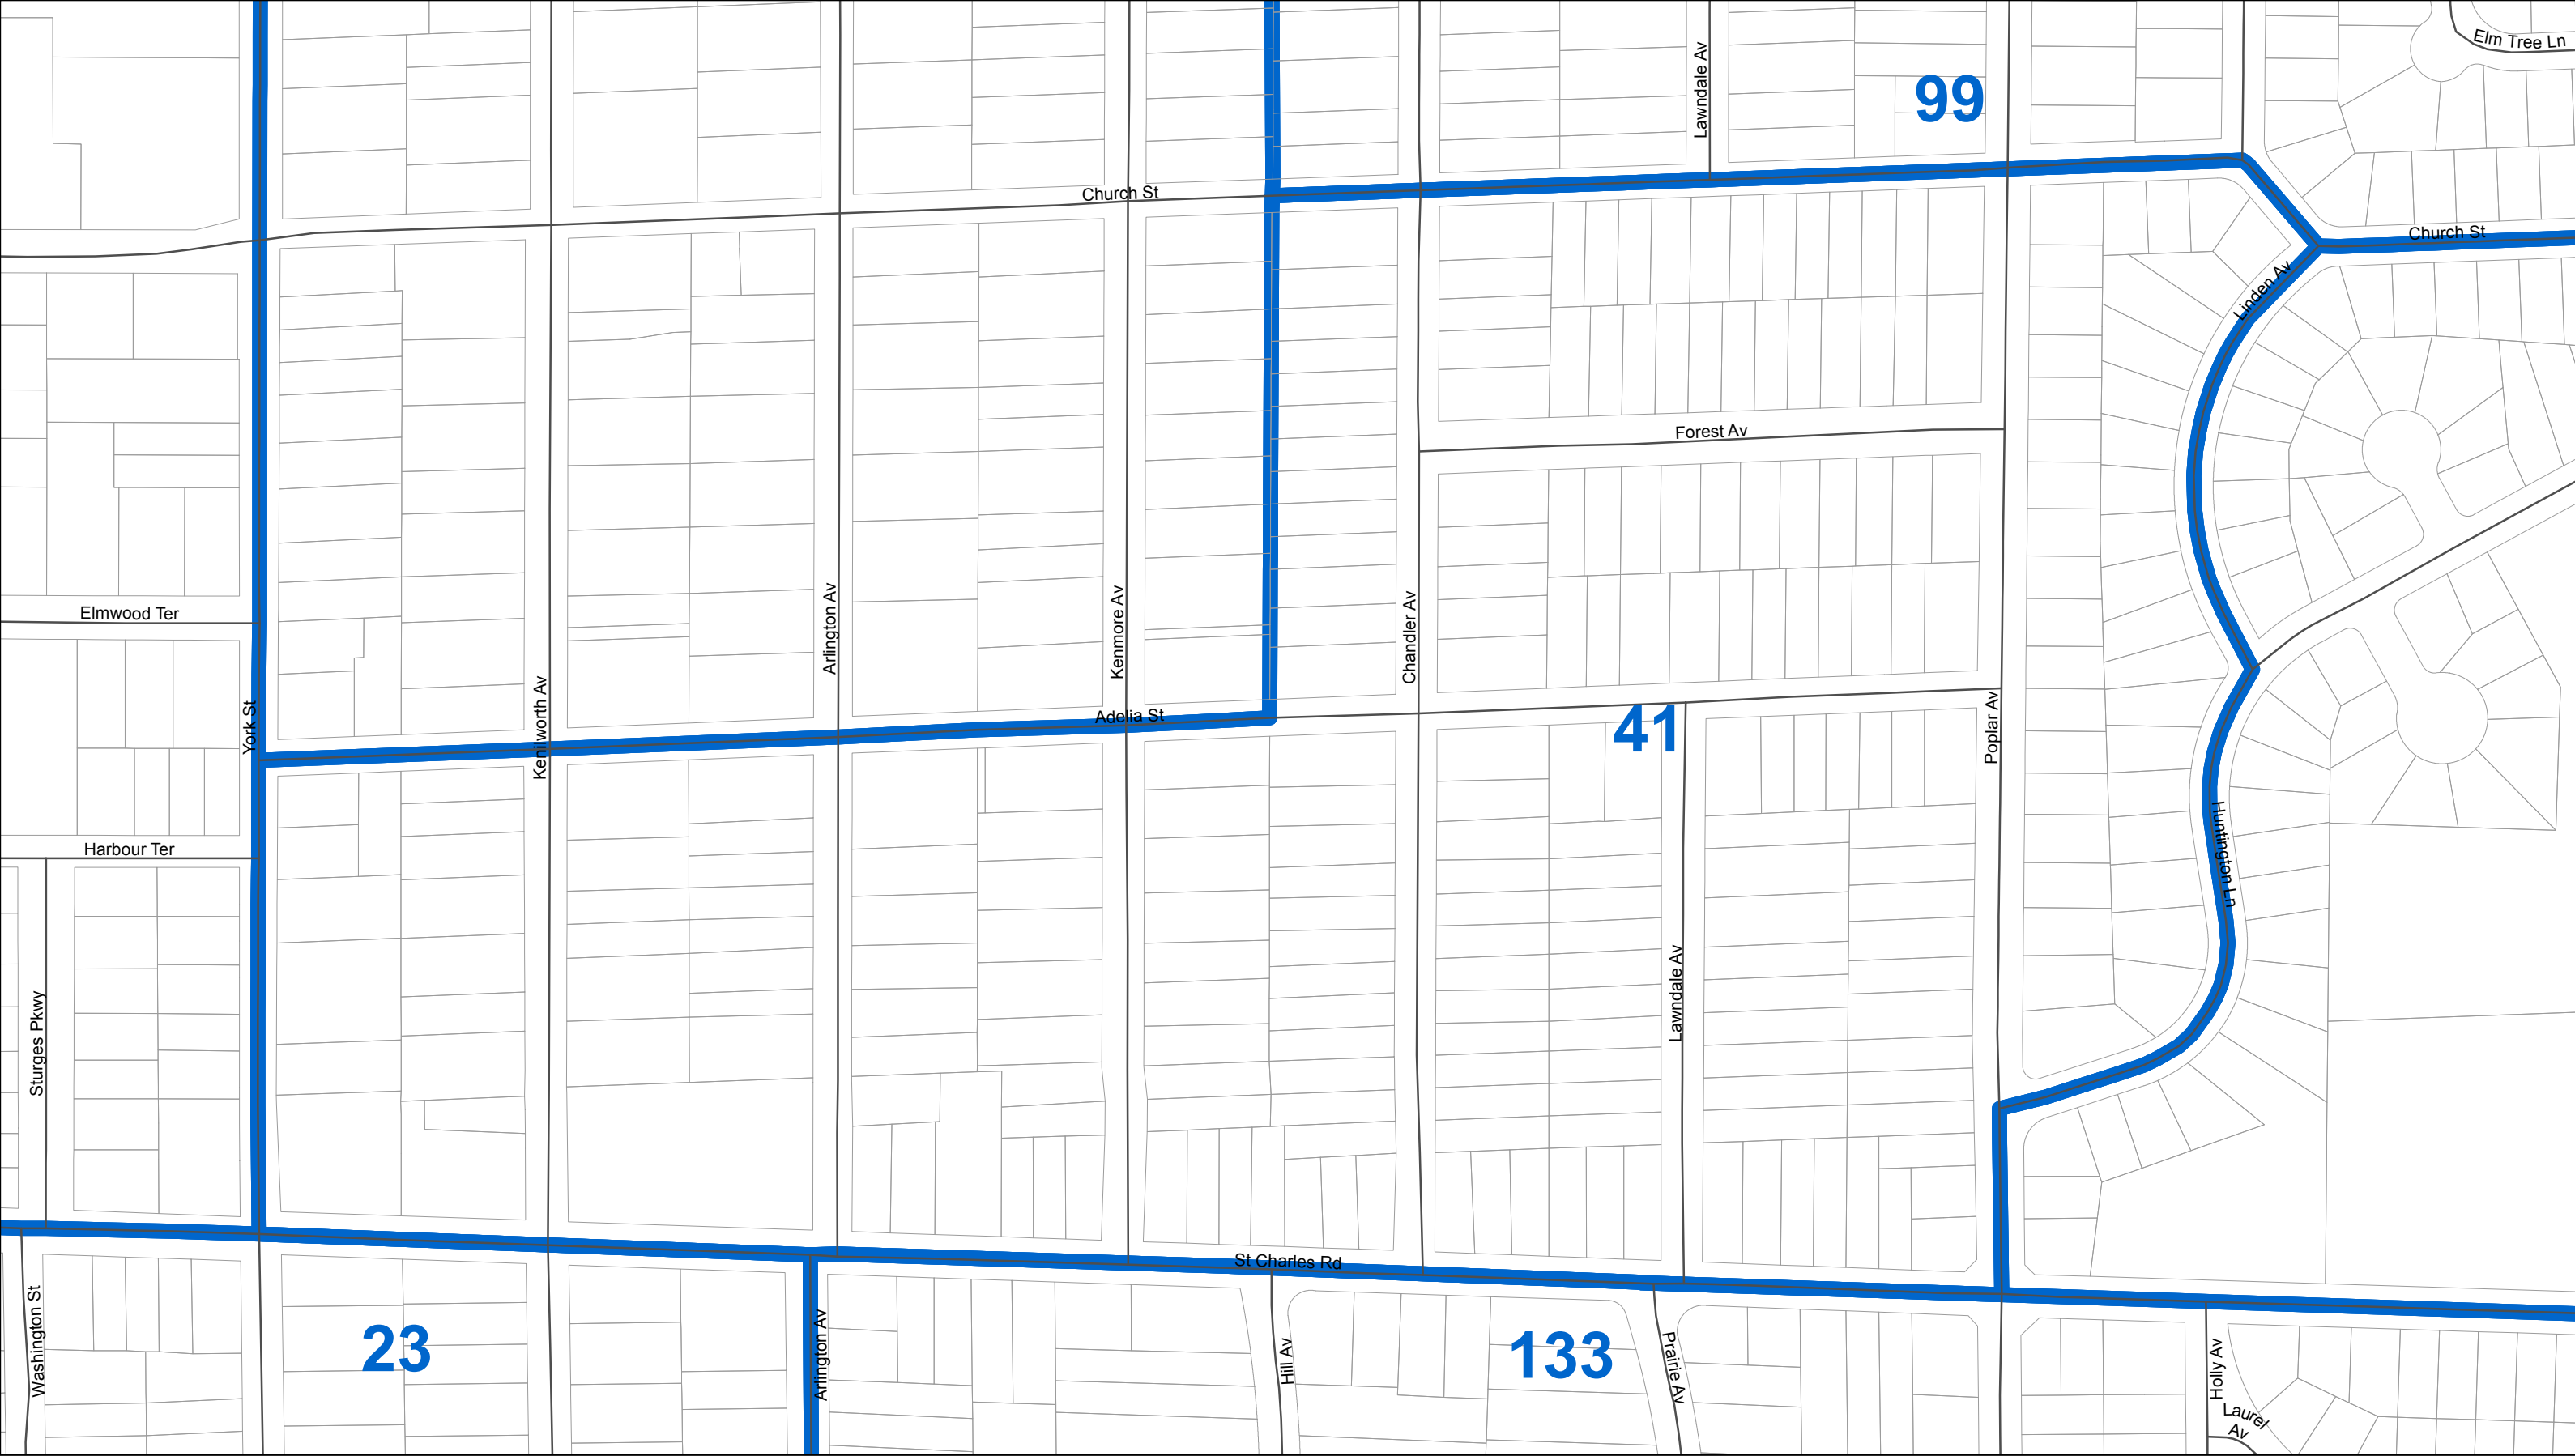 Elm Tree Ln
Lawndale Av
99
Church St
Church St
Linden Av
Forest Av
Elmwood Ter
Arlington Av
Kenmore Av
Chandler Av
York St
Kenilworth Av
Adelia St
41
Poplar Av
Harbour Ter
Huntington Ln
Sturges Pkwy
Lawndale Av
St Charles Rd
Washington St
23
Arlington Av
Hill Av
133
Prairie Av
Holly Av
Laurel
Av